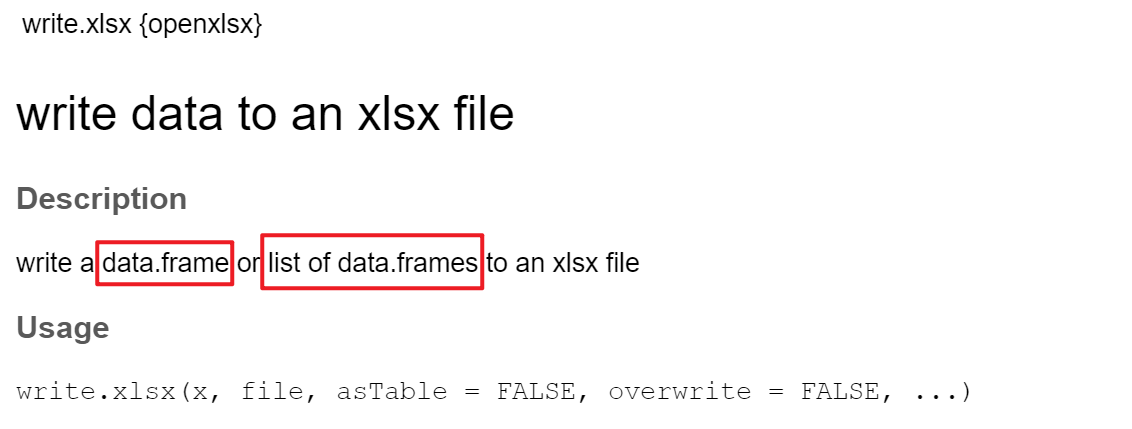 write.xlsx {openxlsx}
write data to an xlsx file
Description
write a data.frame or list of data.frames to an xlsx file
Usage
write.xlsx(x, file, asTable = FALSE, overwrite = FALSE, ...)